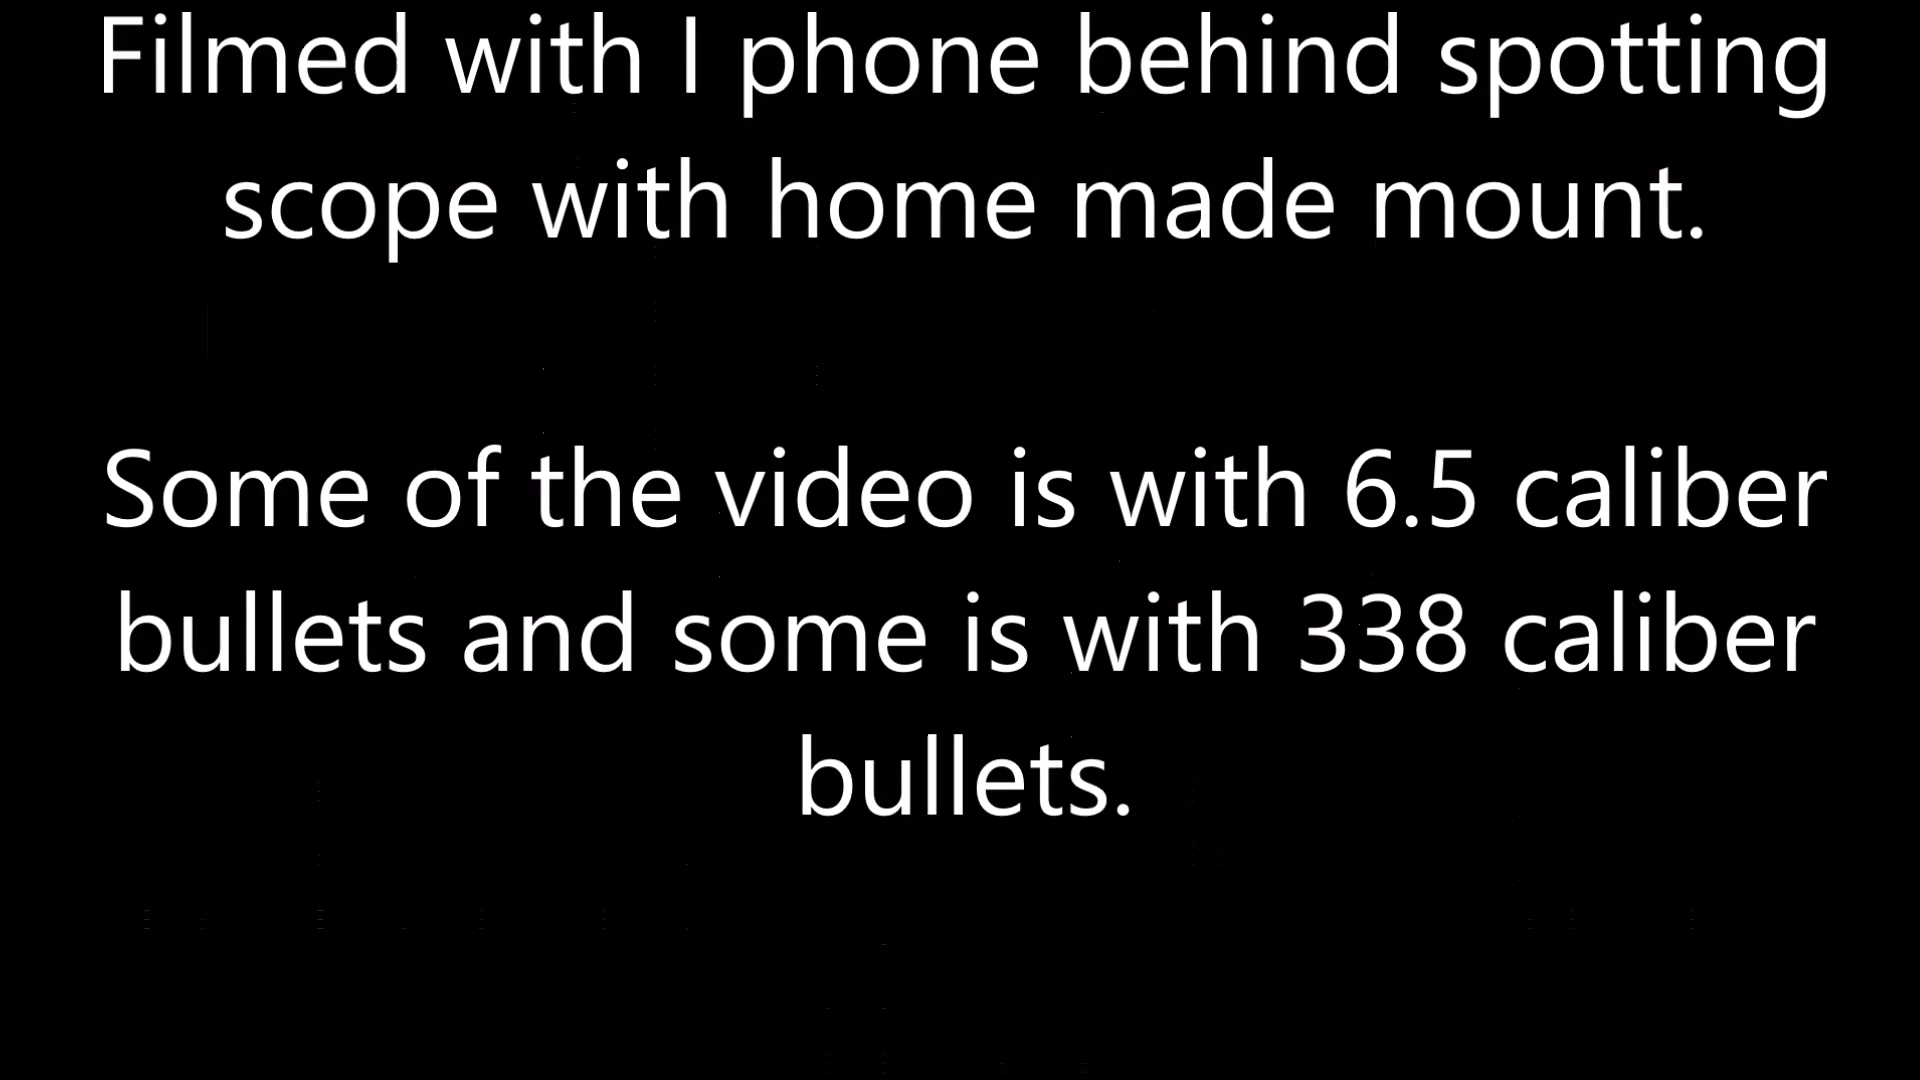 Filmed with I phone behind spotting
scope with home made mount.
Some of the video is with 6.5 caliber
bullets and some is with 338 caliber
bullets.